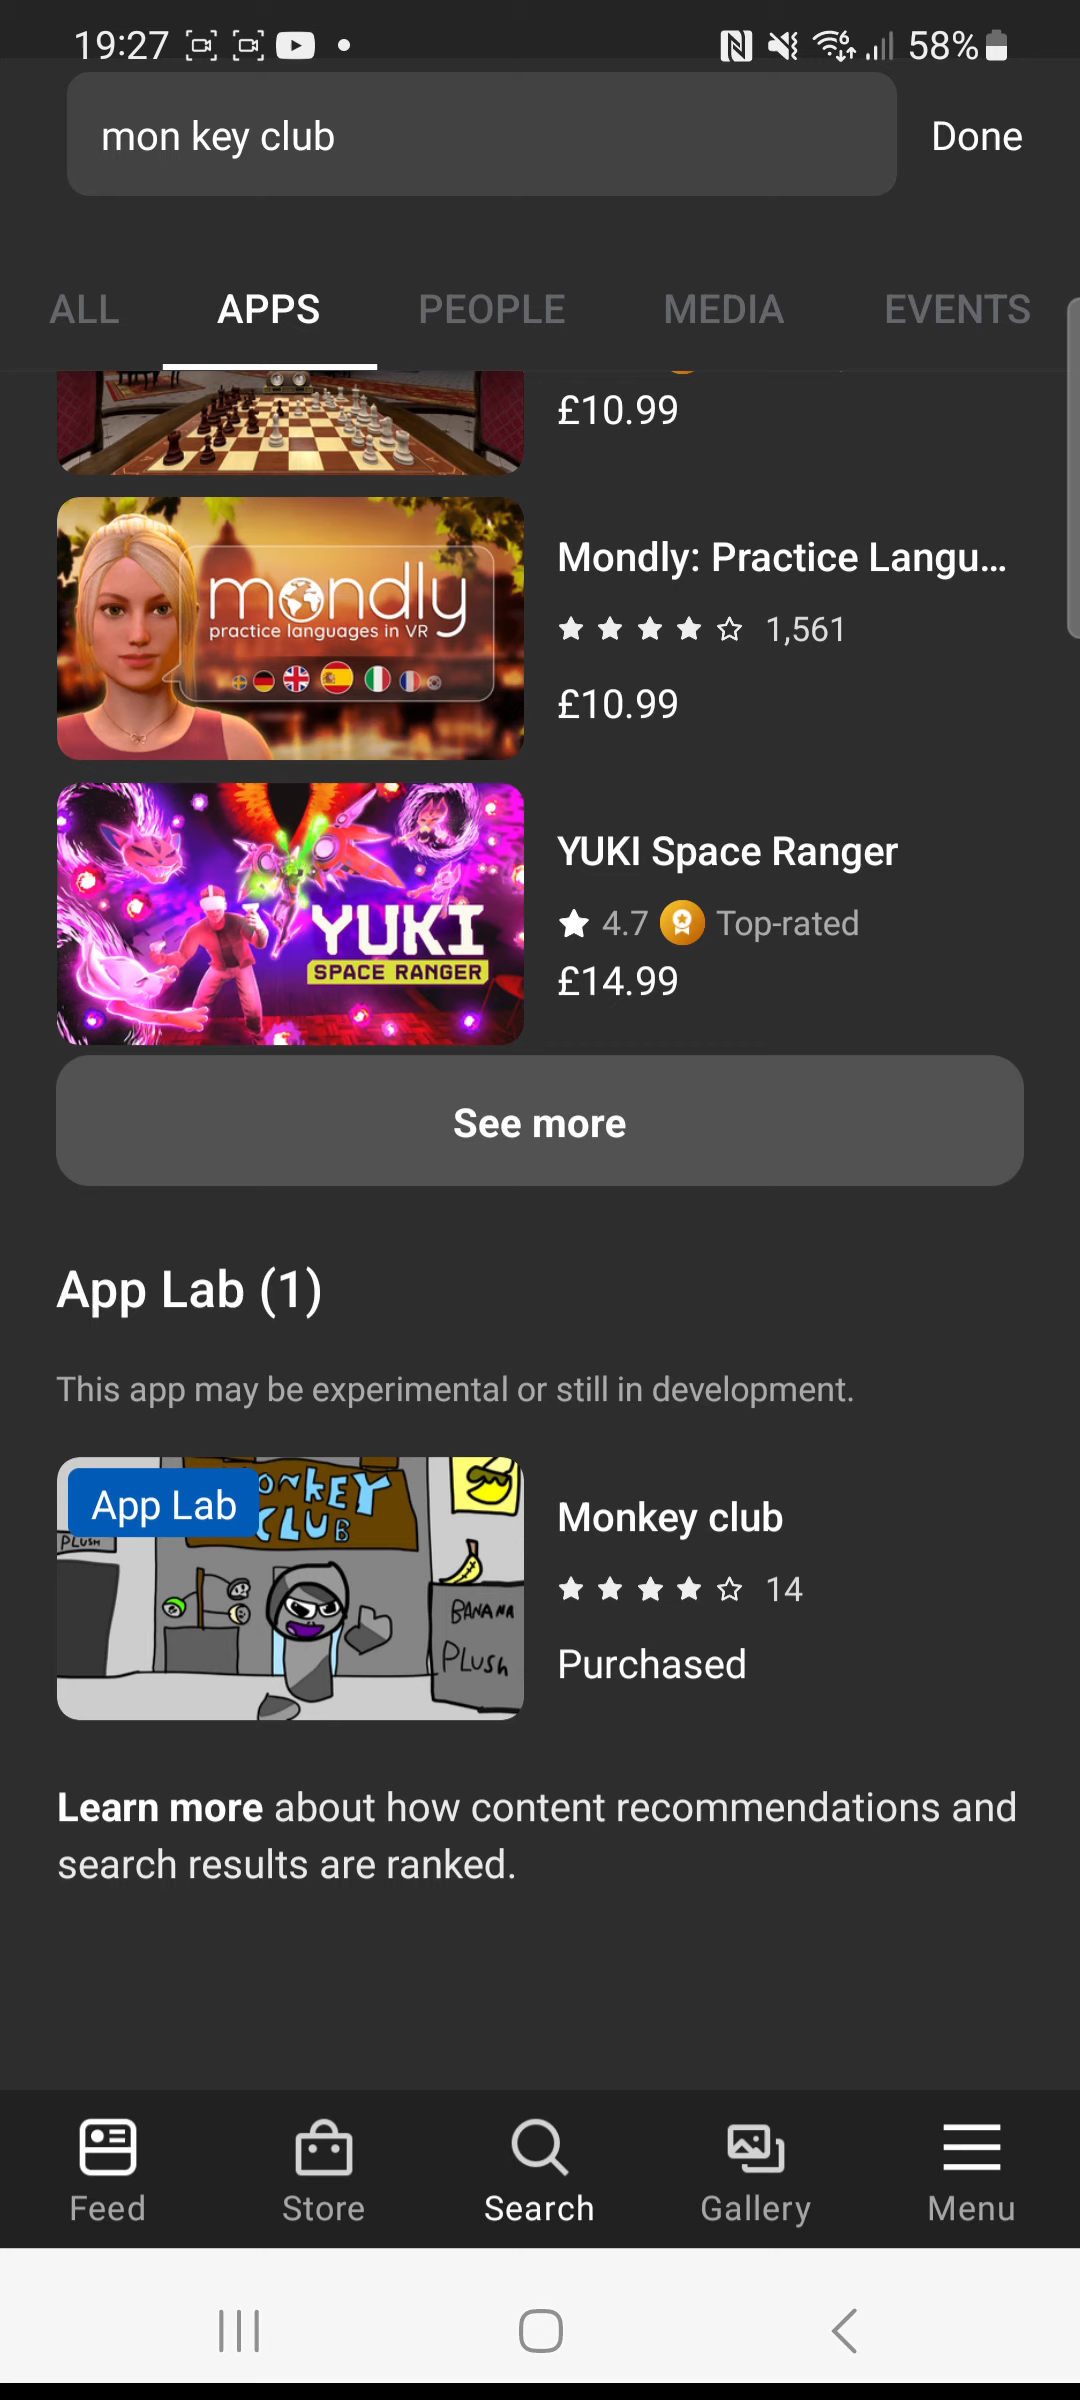 19:27
58%
mon key club
Done
ALL
APPS
PEOPLE
MEDIA
EVENTS
£10.99
mondly
practice languages in VR
Mondly: Practice Langu...
1,561
£10.99
YUKI
SPACE RANGER
YUKI Space Ranger
4.7
Top-rated
£14.99
See more
App Lab (1)
This app may be experimental or still in development.
App Lab
ONKEY
CLUB
PLUSH
BANANA
PLUSH
Monkey club
14
Purchased
Learn more about how content recommendations and
search results are ranked.
Feed
Store
Search
Gallery
Menu